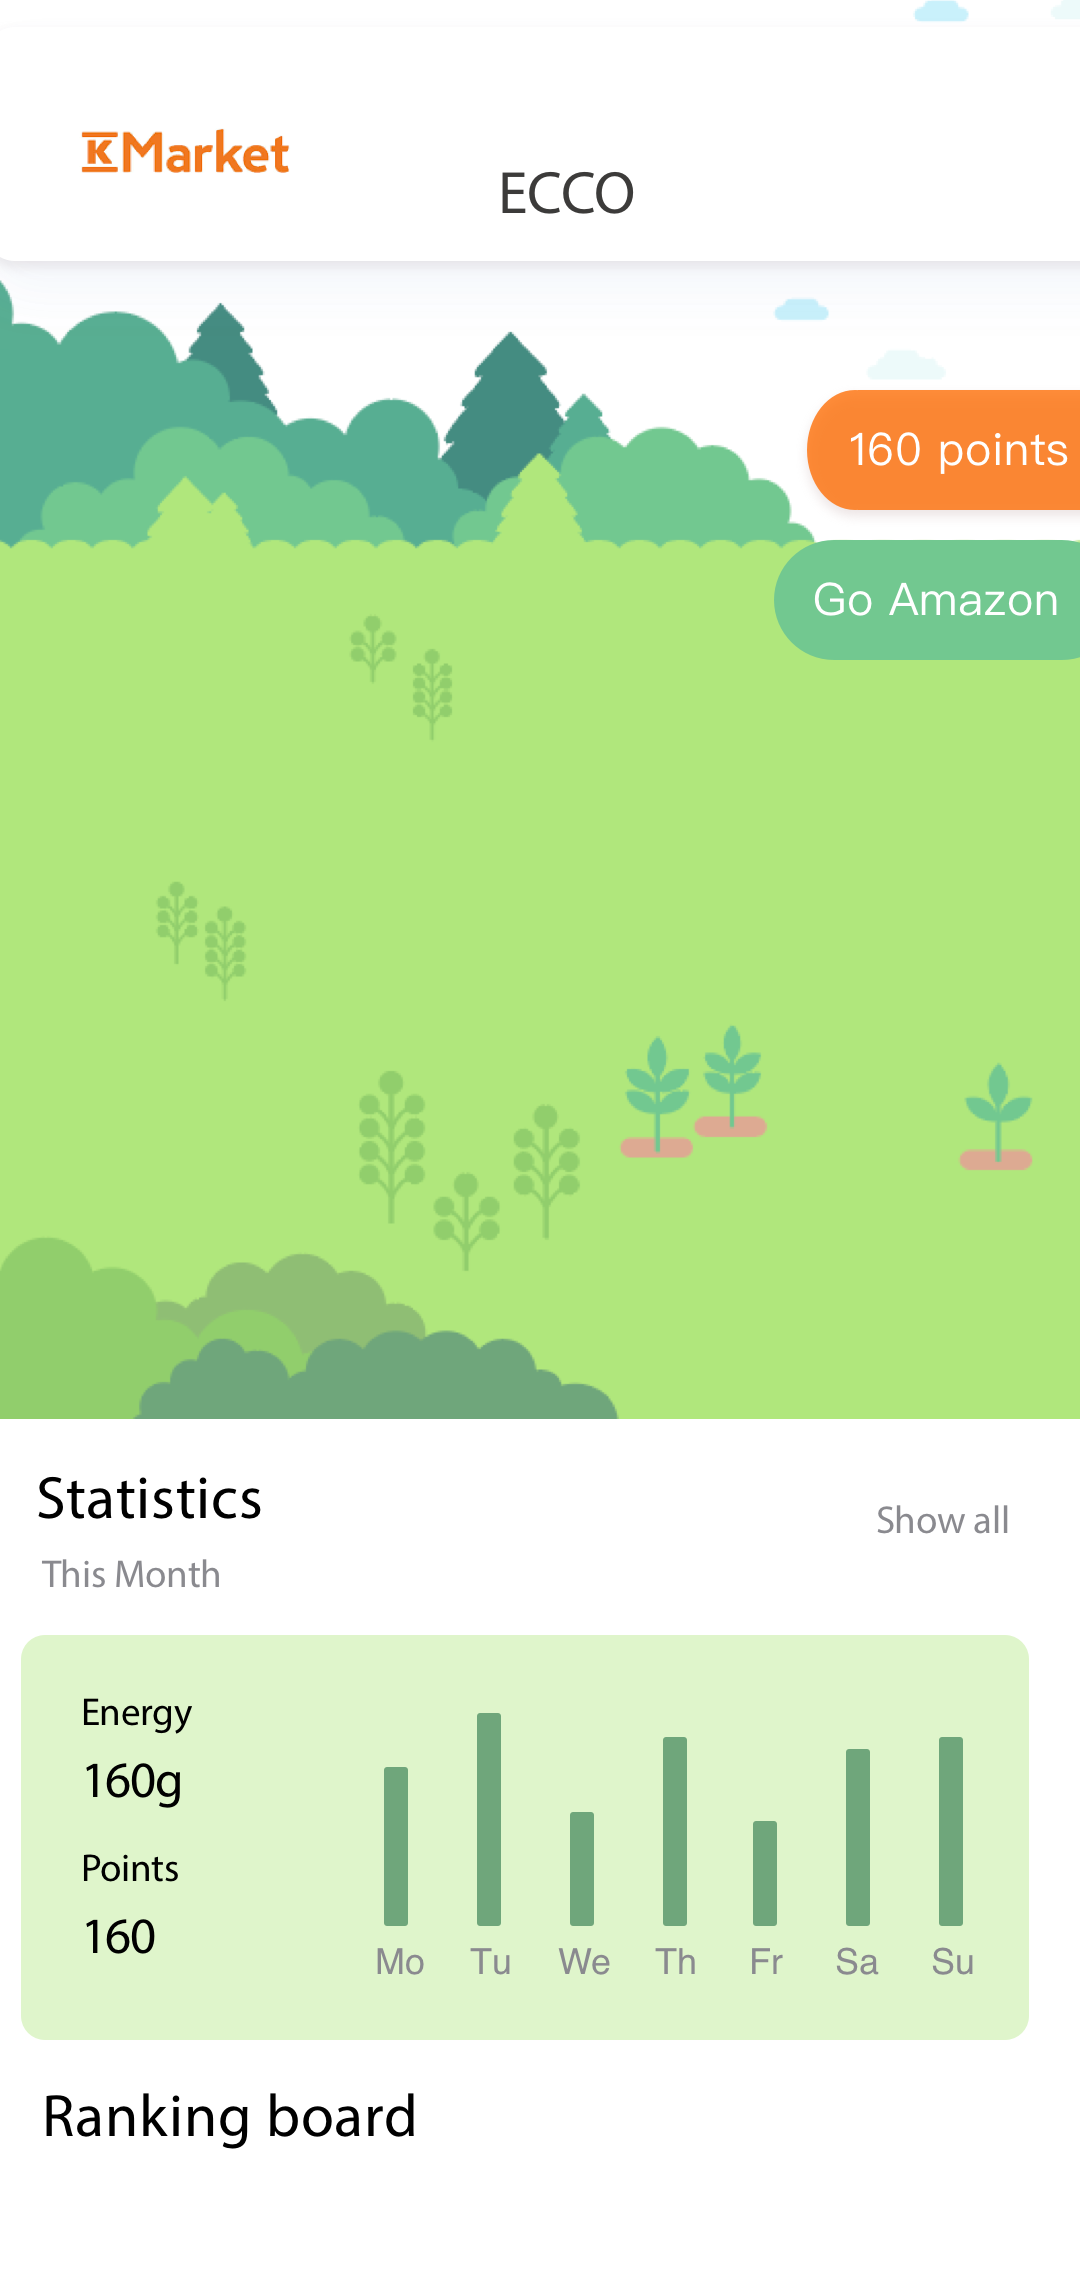 K Market
ECCO
160 points
Go Amazon
Statistics
Show all
This Month
Energy
160g
Points
160
Mo Tu We Th Fr Sa Su
Ranking board